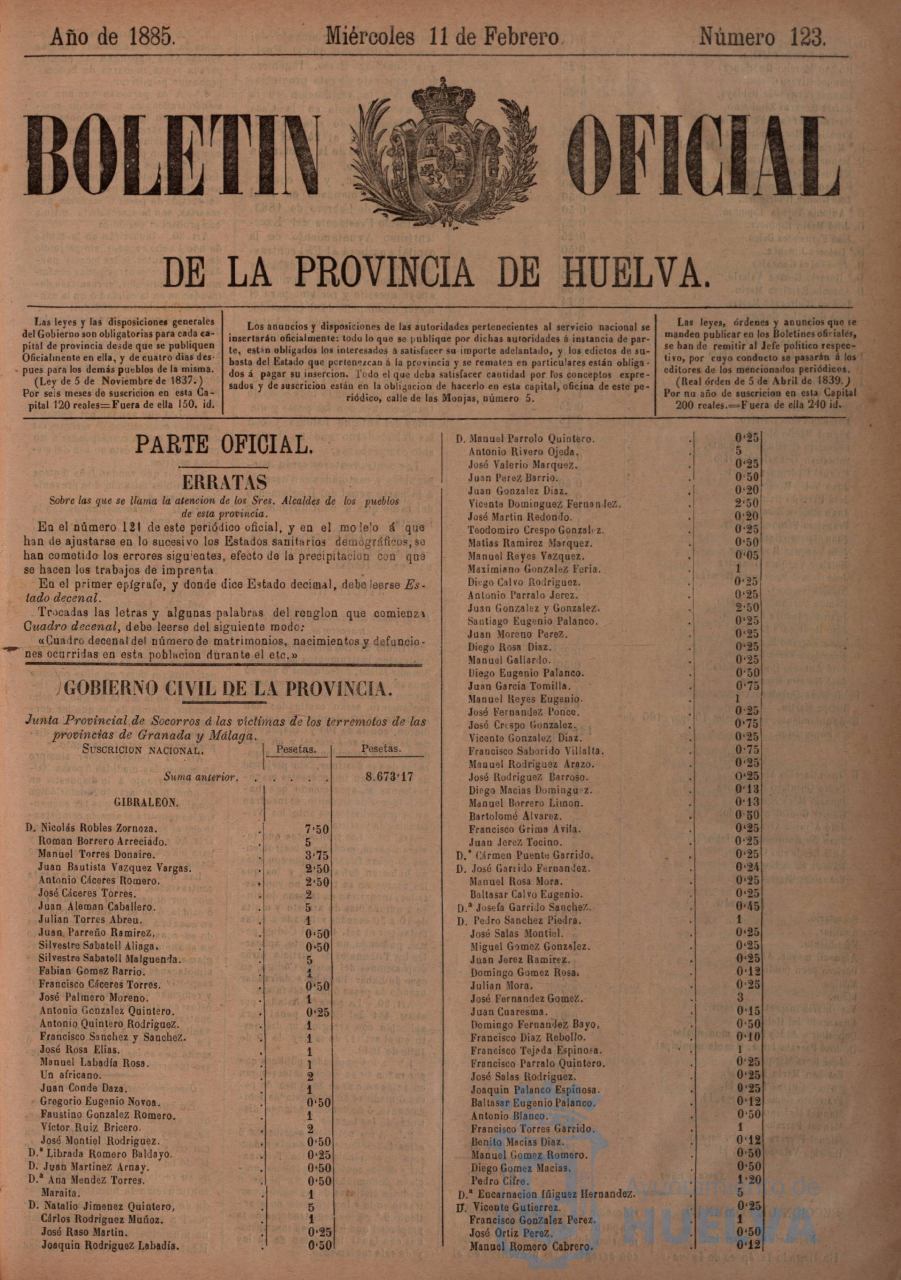 Año de 1885.
Miércoles 11 de Febrero
Número 123.
BOLETIN OFICIAL
DE LA PROVINCIA DE HUELVA.
Las leyes y las disposiciones generales
del Gobierno son obligatorias para cada ca-
pital de provincia desde que se publiquen
Oficialmente en ella, y de cuatro dias des-
pues para los demás pueblos de la misma.
(Ley de 5 de Noviembre de 1837.)
Por seis meses de suscricion en esta Ca-
pital 120 reales=Fuera de ella 150. id.
Los anuncios y disposiciones de las autoridades pertenecientes al servicio nacional se
insertarán oficialmente: todo lo que se publique por dichas autoridades á instancia de par-
te, están obligados los interesados á satisfacer su importe adelantado, y los edictos de su-
basta del Estado que pertenezcan á la provincia y se rematen en particulares están obliga-
dos á pagar su insercion. Todo el que deba satisfacer cantidad por los conceptos expre-
sados y de suscricion están en la obligacion de hacerlo en esta capital, oficina de este pe-
riódico, calle de las Monjas, número 5.
Las leyes, órdenes y anuncios que se
manden publicar en los Boletines oficiales,
se han de remitir al Jefe político respec-
tivo, por cuyo conducto se pasarán á los
editores de los mencionados periódicos.
(Real órden de 5 de Abril de 1839.)
Por nu año de suscricion en esta Capital
200 reales.=Fuera de ella 240 id.
PARTE OFICIAL.
ERRATAS
Sobre las que se llama la atencion de los Sres. Alcaldes de los pueblos
de esta provincia.
En el número 121 de este periódico oficial, y en el modelo á que
han de ajustarse en lo sucesivo los Estados sanitarios demográficos, se
han cometido los errores siguientes, efecto de la precipitacion con que
se hacen los trabajos de imprenta.
En el primer epígrafe, y donde dice Estado decimal, debe leerse Es-
tado decenal.
Trocadas las letras y algunas palabras del renglon que comienza
Cuadro decenal, debe leerse del siguiente modo:
«Cuadro decenal del número de matrimonios, nacimientos y defuncio-
nes ocurridas en esta poblacion durante el etc.»
GOBIERNO CIVIL DE LA PROVINCIA.
Junta Provincial de Socorros á las víctimas de los terremotos de las
provincias de Granada y Málaga.
SUSCRICION NACIONAL. Pesetas. Pesetas.
Suma anterior. . . . . . 8.673'17
GIBRALEON.
D. Nicolás Robles Zornoza. . 7'50
Roman Borrero Arreciado. . 5
Manuel Torres Donaire. . 3'75
Juan Bautista Vazquez Vargas. . 2'50
Antonio Cáceres Romero. . 2'50
José Cáceres Torres. . 2
Juan Aleman Caballero. . 5
Julian Torres Abreu. . 1
Juan Parreño Ramirez. . 0'50
Silvestre Sabatell Aliaga. . 0'50
Silvestre Sabatell Malguenda. . 5
Fabian Gomez Barrio. . 1
Francisco Cáceres Torres. . 0'50
José Palmero Moreno. . 1
Antonio Gonzalez Quintero. . 0'25
Antonio Quintero Rodriguez. . 1
Francisco Sanchez y Sanchez. . 1
José Rosa Elias. . 1
Manuel Labadía Rosa. . 1
Un africano. . 2
Juan Conde Daza. . 1
Gregorio Eugenio Novoa. . 0'50
Faustino Gonzalez Romero. . 1
Víctor Ruiz Bricero. . 2
José Montiel Rodriguez. . 0'50
D.ª Librada Romero Baldayo. . 0'25
D. Juan Martinez Arnay. . 0'50
D.ª Ana Mendez Torres. . 0'50
Maraita. . 1
D. Natalio Jimenez Quintero, . 5
Cárlos Rodriguez Muñoz. . 1
José Raso Martin. . 0'25
Joaquin Rodriguez Labadía. . 0'50
D. Manuel Parrolo Quintero. . 0'25
Antonio Rivero Ojeda. . 5
José Valerio Marquez. . 0'25
Juan Perez Barrio. . 0'50
Juan Gonzalez Diaz. . 0'20
Vicente Dominguez Fernandez. . 2'50
José Martin Redondo. . 0'20
Teodomiro Crespo Gonzalez. . 0'25
Matias Ramirez Marquez. . 0'50
Manuel Reyes Vazquez. . 0'05
Maximiano Gonzalez Feria. . 1
Diego Calvo Rodriguez. . 0'25
Antonio Parralo Jerez. . 0'25
Juan Gonzalez y Gonzalez. . 2'50
Santiago Eugenio Palanco. . 0'25
Juan Moreno Perez. . 0'25
Diego Rosa Diaz. . 0'25
Manuel Gallardo. . 0'25
Diego Eugenio Palanco. . 0'50
Juan Garcia Tomilla. . 0'75
Manuel Reyes Eugenio. . 1
José Fernandez Ponce. . 0'25
José Crespo Gonzalez. . 0'75
Vicente Gonzalez Diaz. . 0'25
Francisco Saborido Villalta. . 0'75
Manuel Rodriguez Arazo. . 0'25
José Rodriguez Barroso. . 0'25
Diego Macias Dominguez. . 0'13
Manuel Borrero Limon. . 0'13
Bartolomé Alvarez. . 0'50
Francisco Grima Avila. . 0'25
Juan Jerez Tocino. . 0'25
D.ª Cármen Puente Garrido. . 0'25
D. José Garrido Fernandez. . 0'24
Manuel Rosa Mora. . 0'25
Baltasar Calvo Eugenio. . 0'25
D.ª Josefa Garrido Sanchez. . 0'45
D. Pedro Sanchez Piedra. . 1
José Salas Montiel. . 0'25
Miguel Gomez Gonzalez. . 0'25
Juan Jerez Ramirez. . 0'25
Domingo Gomez Rosa. . 0'12
Julian Mora. . 0'25
José Fernandez Gomez. . 3
Juan Cuaresma. . 0'15
Domingo Fernandez Bayo. . 0'50
Francisco Diaz Rebollo. . 0'10
Francisco Tejada Espinosa. . 1
Francisco Parralo Quintero. . 0'25
José Salas Rodriguez. . 0'25
Joaquin Palanco Espinosa. . 0'25
Baltasar Eugenio Palanco. . 0'12
Antonio Blanco. . 0'50
Francisco Torres Garrido. . 1
Benito Macias Diaz. . 0'12
Manuel Gomez Romero. . 0'50
Diego Gomez Macias. . 0'50
Pedro Cifre. . 1'20
D.ª Encarnacion Iñiguez Hernandez. . 5
D. Vicente Gutierrez. . 0'25
Francisco Gonzalez Perez. . 1
José Ortiz Perez. . 0'50
Manuel Romero Cabrero. . 0'12
Ayuntamiento de
HUELVA